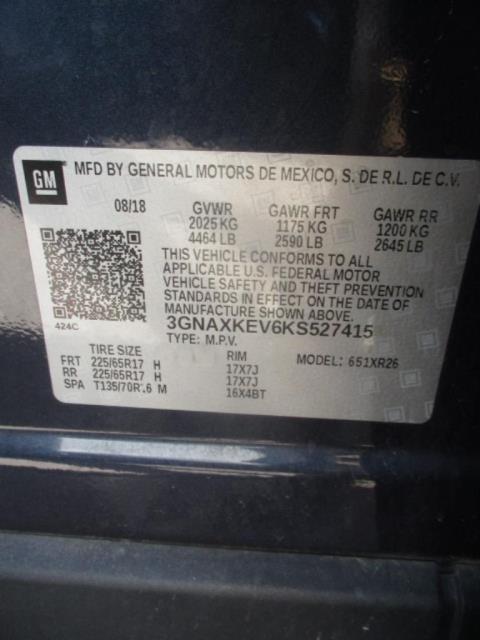 GM
MFD BY GENERAL MOTORS DE MEXICO, S. DE R.L. DE C.V.
08/18 GVWR GAWR FRT GAWR RR
2025 KG 1175 KG 1200 KG
4464 LB 2590 LB 2645 LB
THIS VEHICLE CONFORMS TO ALL
APPLICABLE U.S. FEDERAL MOTOR
VEHICLE SAFETY AND THEFT PREVENTION
STANDARDS IN EFFECT ON THE DATE OF
MANUFACTURE SHOWN ABOVE.
424C 3GNAXKEV6KS527415
TYPE: M.P.V.
TIRE SIZE RIM MODEL: 651XR26
FRT 225/65R17 H 17X7J
RR 225/65R17 H 17X7J
SPA T135/70R16 M 16X4BT